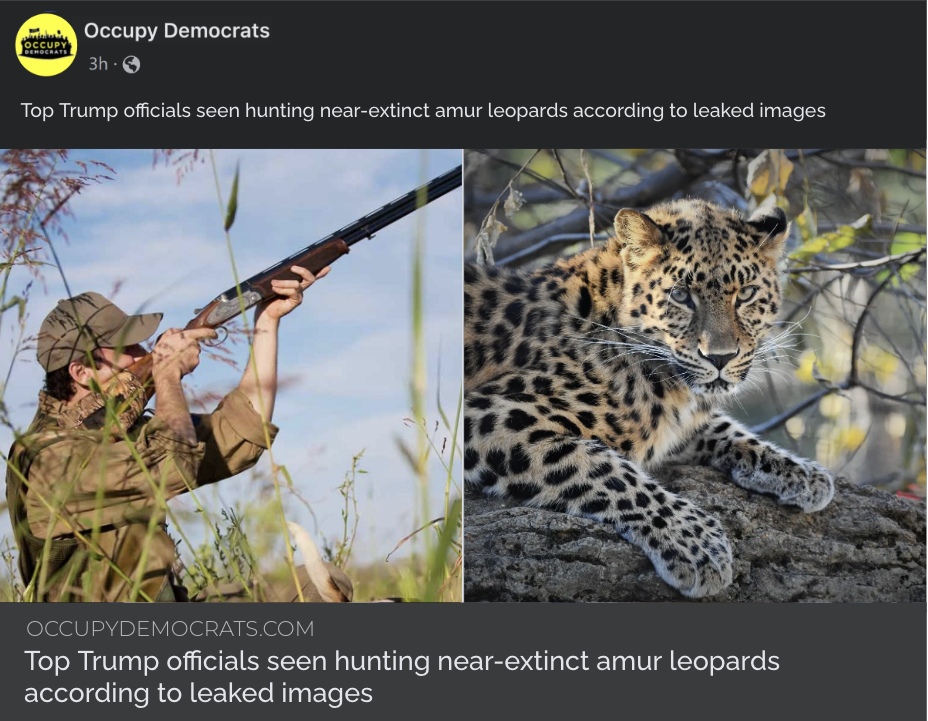 OCCUPY
DEMOCRATS
Occupy Democrats
3h ·
Top Trump officials seen hunting near-extinct amur leopards according to leaked images
OCCUPYDEMOCRATS.COM
Top Trump officials seen hunting near-extinct amur leopards
according to leaked images